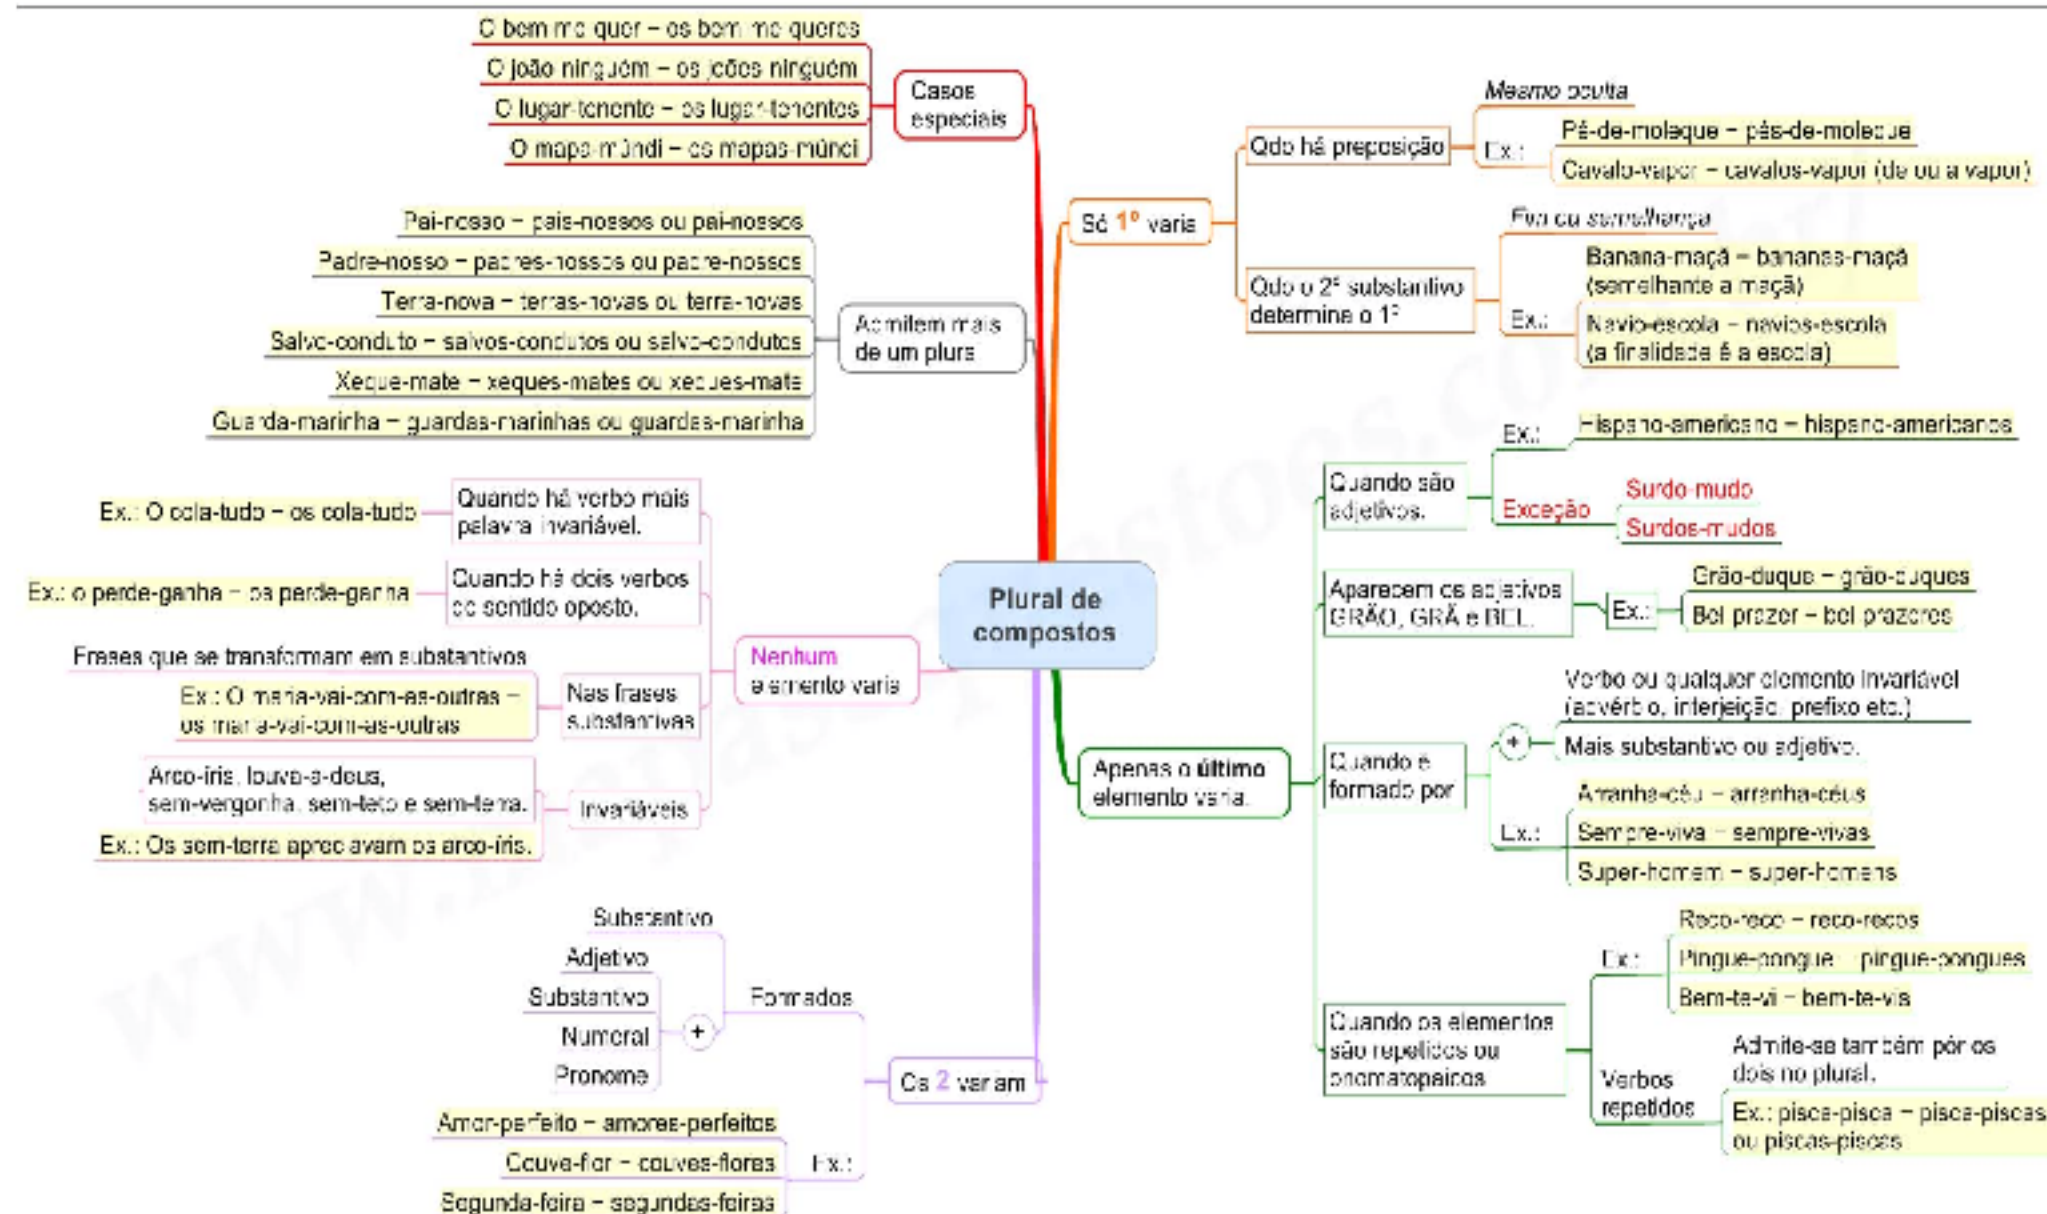 Plural de
compostos
Casos
especiais
O bem me quer – os bem me queres
O joão ninguém – os joões ninguém
O lugar-tenente – os lugar-tenentes
O mapa-múndi – os mapas-múndi
Admitem mais
de um plural
Pai-nosso – pais-nossos ou pai-nossos
Padre-nosso – padres-nossos ou padre-nossos
Terra-nova – terras-novas ou terra-novas
Salvo-conduto – salvos-condutos ou salvo-condutos
Xeque-mate – xeques-mates ou xeques-mate
Guarda-marinha – guardas-marinhas ou guardas-marinha
Nenhum
elemento varia
Quando há verbo mais
palavra invariável.
Ex.: O cola-tudo – os cola-tudo
Quando há dois verbos
de sentido oposto.
Ex.: o perde-ganha – os perde-ganha
Nas frases
substantivas
Frases que se transformam em substantivos
Ex.: O maria-vai-com-as-outras –
os maria-vai-com-as-outras
Invariáveis
Arco-íris, louva-a-deus,
sem-vergonha, sem-teto e sem-terra.
Ex.: Os sem-terra apreciavam os arco-íris.
Os 2 variam
Formados
Substantivo
+
Adjetivo
Substantivo
Numeral
Pronome
Ex.:
Amor-perfeito – amores-perfeitos
Couve-flor – couves-flores
Segunda-feira – segundas-feiras
Só 1º varia
Qdo há preposição
Mesmo oculta
Ex.:
Pé-de-moleque – pés-de-moleque
Cavalo-vapor – cavalos-vapor (de ou a vapor)
Qdo o 2º substantivo
determina o 1º
Fim ou semelhança
Ex.:
Banana-maçã – bananas-maçã
(semelhante a maçã)
Navio-escola – navios-escola
(a finalidade é a escola)
Apenas o último
elemento varia.
Quando são
adjetivos.
Ex.:
Hispano-americano – hispano-americanos
Exceção
Surdo-mudo
Surdos-mudos
Aparecem os adjetivos
GRÃO, GRÃ e BEL.
Ex.:
Grão-duque – grão-duques
Bel prazer – bel prazeres
Quando é
formado por
+
Verbo ou qualquer elemento invariável
(advérbio, interjeição, prefixo etc.)
Mais substantivo ou adjetivo.
Ex.:
Arranha-céu – arranha-céus
Sempre-viva – sempre-vivas
Super-homem – super-homens
Quando os elementos
são repetidos ou
onomatopaicos
Ex.:
Reco-reco – reco-recos
Pingue-pongue – pingue-pongues
Bem-te-vi – bem-te-vis
Verbos
repetidos
Admite-se também pôr os
dois no plural.
Ex.: pisca-pisca – pisca-piscas
ou piscas-piscas